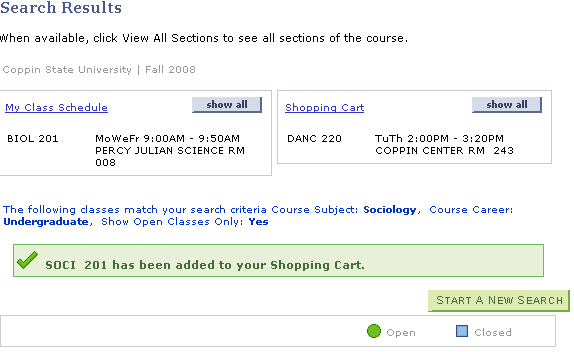 Search Results
When available, click View All Sections to see all sections of the course.
Coppin State University | Fall 2008
My Class Schedule
show all
BIOL 201
MoWeFr 9:00AM - 9:50AM
PERCY JULIAN SCIENCE RM
008
Shopping Cart
show all
DANC 220
TuTh 2:00PM - 3:20PM
COPPIN CENTER RM 243
The following classes match your search criteria Course Subject: Sociology, Course Career:
Undergraduate, Show Open Classes Only: Yes
SOCI 201 has been added to your Shopping Cart.
START A NEW SEARCH
Open
Closed